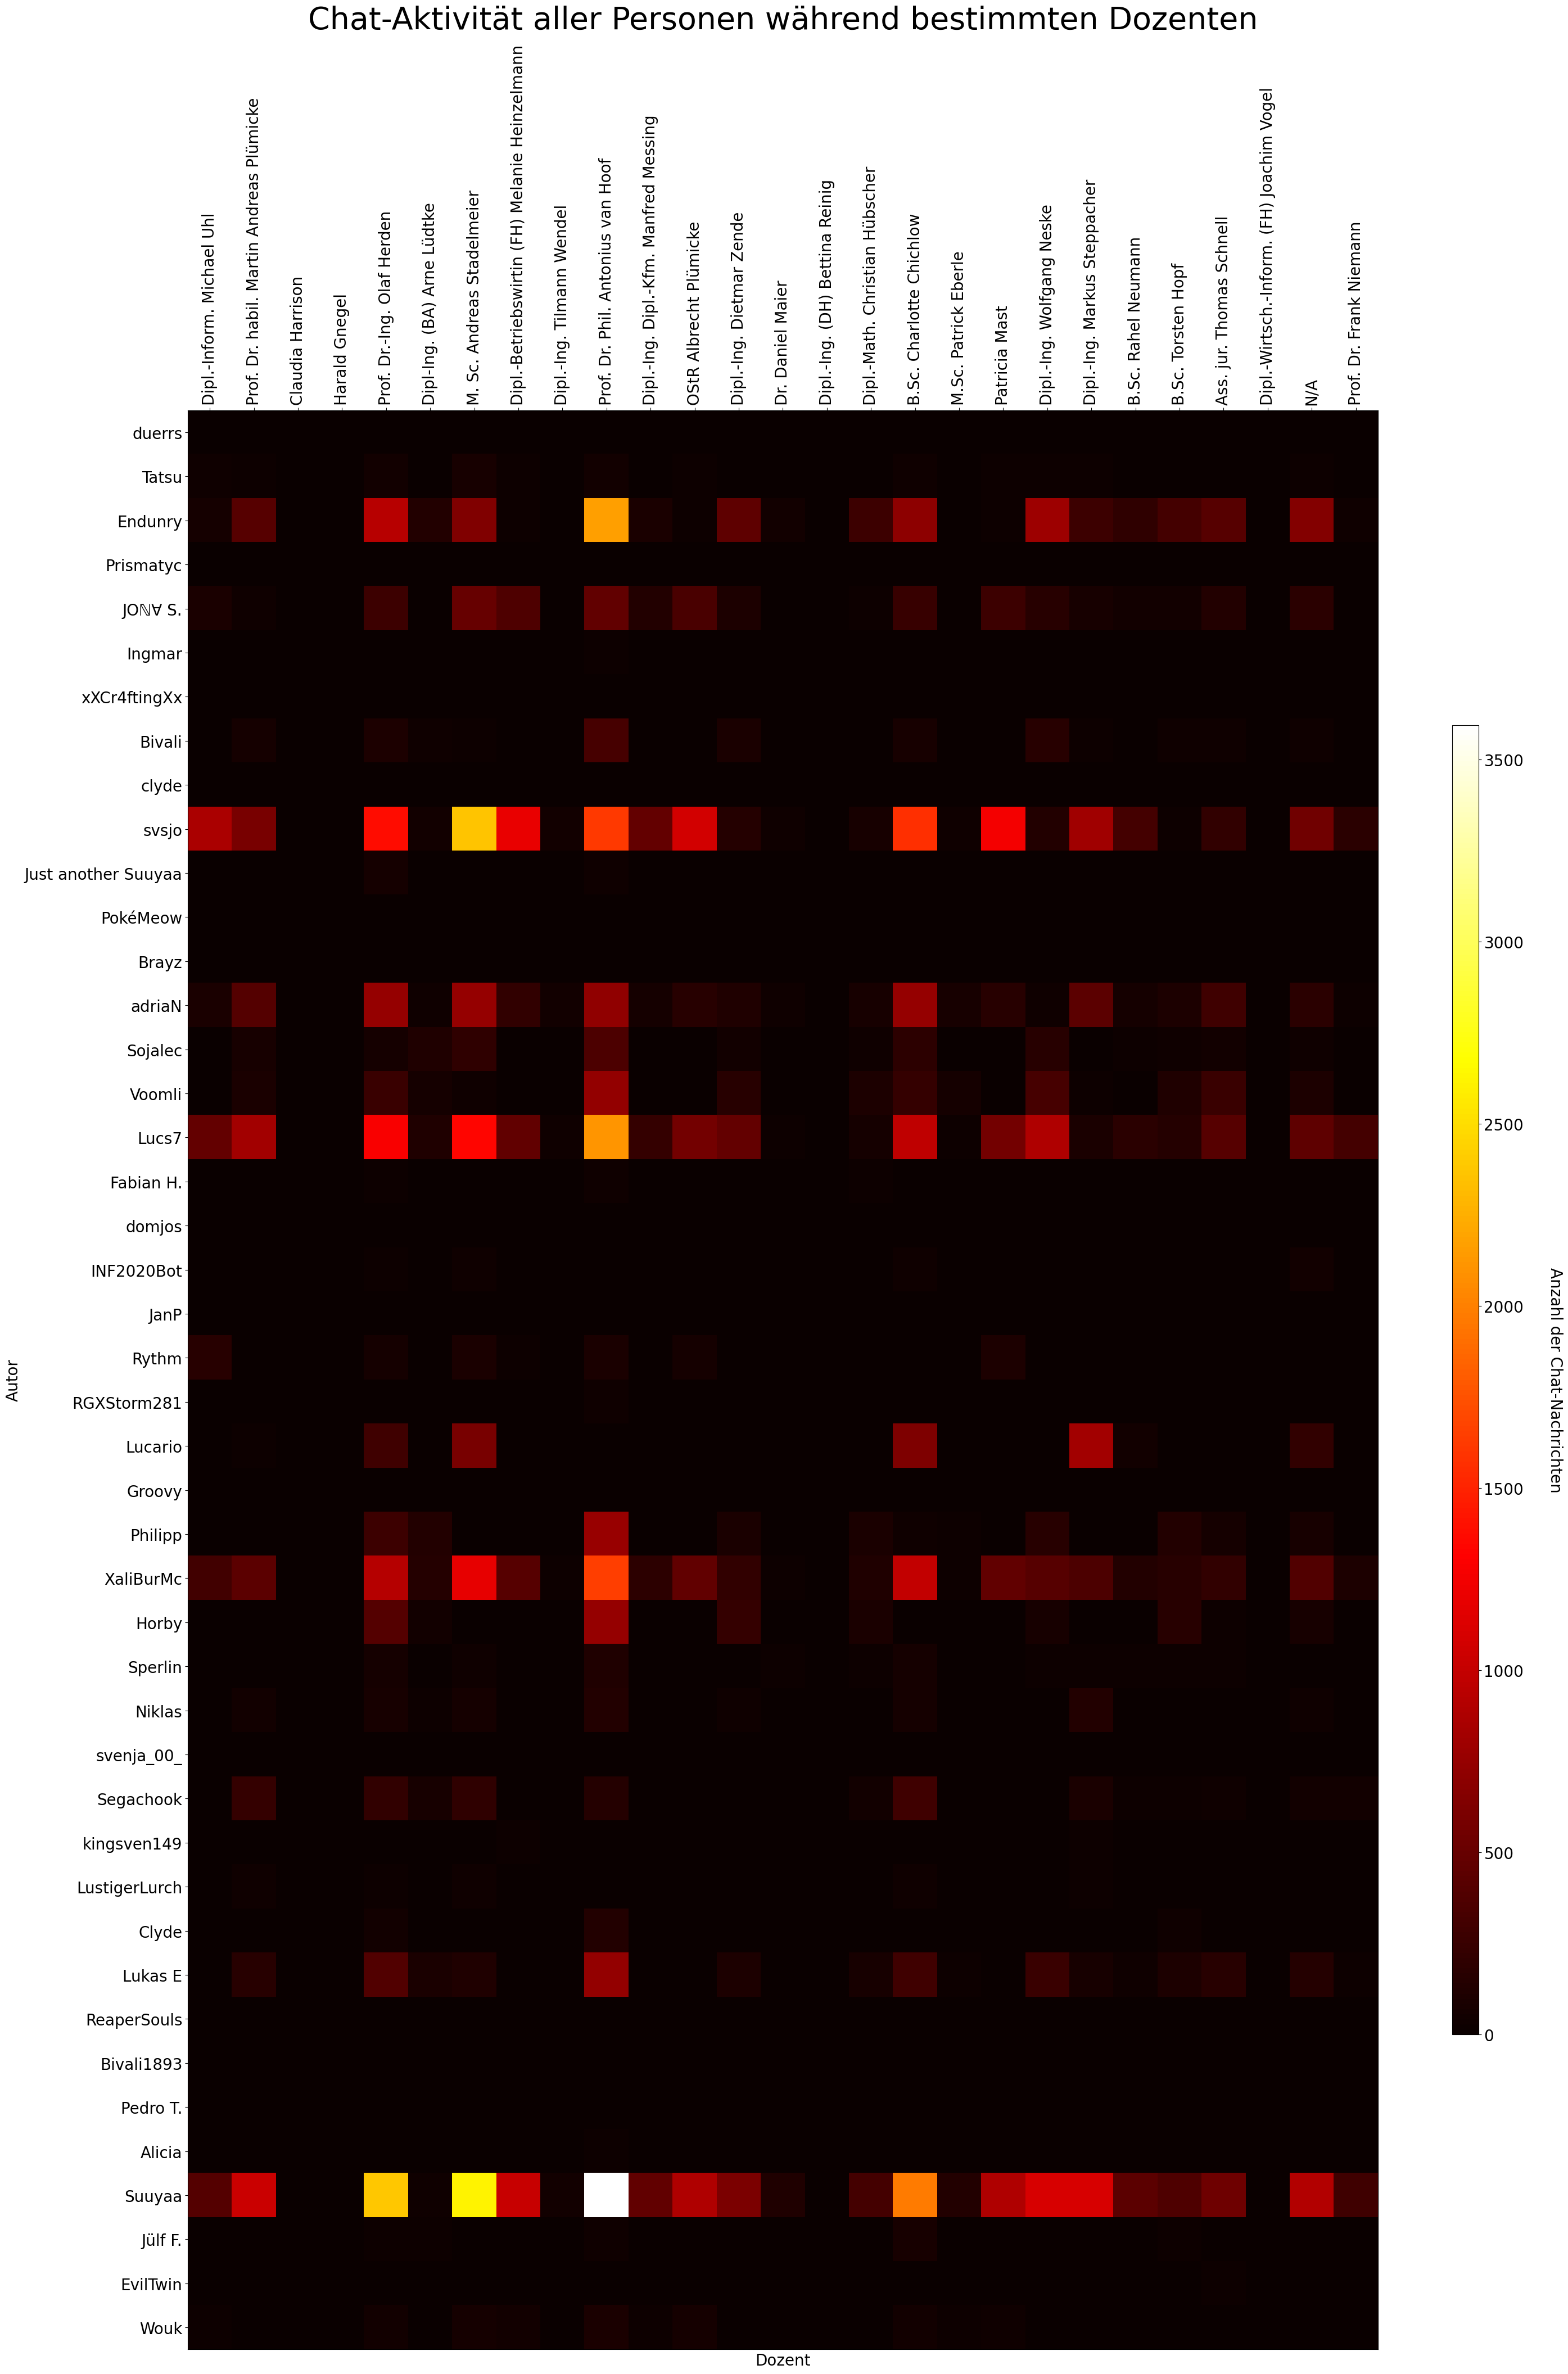 Chat-Aktivität aller Personen während bestimmten Dozenten
Dipl.-Inform. Michael Uhl
Prof. Dr. habil. Martin Andreas Plümicke
Claudia Harrison
Harald Gnegel
Prof. Dr.-Ing. Olaf Herden
Dipl-Ing. (BA) Arne Lüdtke
M. Sc. Andreas Stadelmeier
Dipl.-Betriebswirtin (FH) Melanie Heinzelmann
Dipl.-Ing. Tilmann Wendel
Prof. Dr. Phil. Antonius van Hoof
Dipl.-Ing. Dipl.-Kfm. Manfred Messing
OStR Albrecht Plümicke
Dipl.-Ing. Dietmar Zende
Dr. Daniel Maier
Dipl.-Ing. (DH) Bettina Reinig
Dipl.-Math. Christian Hübscher
B.Sc. Charlotte Chichlow
M.Sc. Patrick Eberle
Patricia Mast
Dipl.-Ing. Wolfgang Neske
Dipl.-Ing. Markus Steppacher
B.Sc. Rahel Neumann
B.Sc. Torsten Hopf
Ass. jur. Thomas Schnell
Dipl.-Wirtsch.-Inform. (FH) Joachim Vogel
N/A
Prof. Dr. Frank Niemann
duerrs
Tatsu
Endunry
Prismatyc
JOℕ∀ S.
Ingmar
xXCr4ftingXx
Bivali
clyde
svsjo
Just another Suuyaa
PokéMeow
Brayz
adriaN
Sojalec
Voomli
Lucs7
Fabian H.
domjos
INF2020Bot
JanP
Rythm
RGXStorm281
Lucario
Groovy
Philipp
XaliBurMc
Horby
Sperlin
Niklas
svenja_00_
Segachook
kingsven149
LustigerLurch
Clyde
Lukas E
ReaperSouls
Bivali1893
Pedro T.
Alicia
Suuyaa
Jülf F.
EvilTwin
Wouk
Autor
Dozent
3500
3000
2500
2000
1500
1000
500
0
Anzahl der Chat-Nachrichten